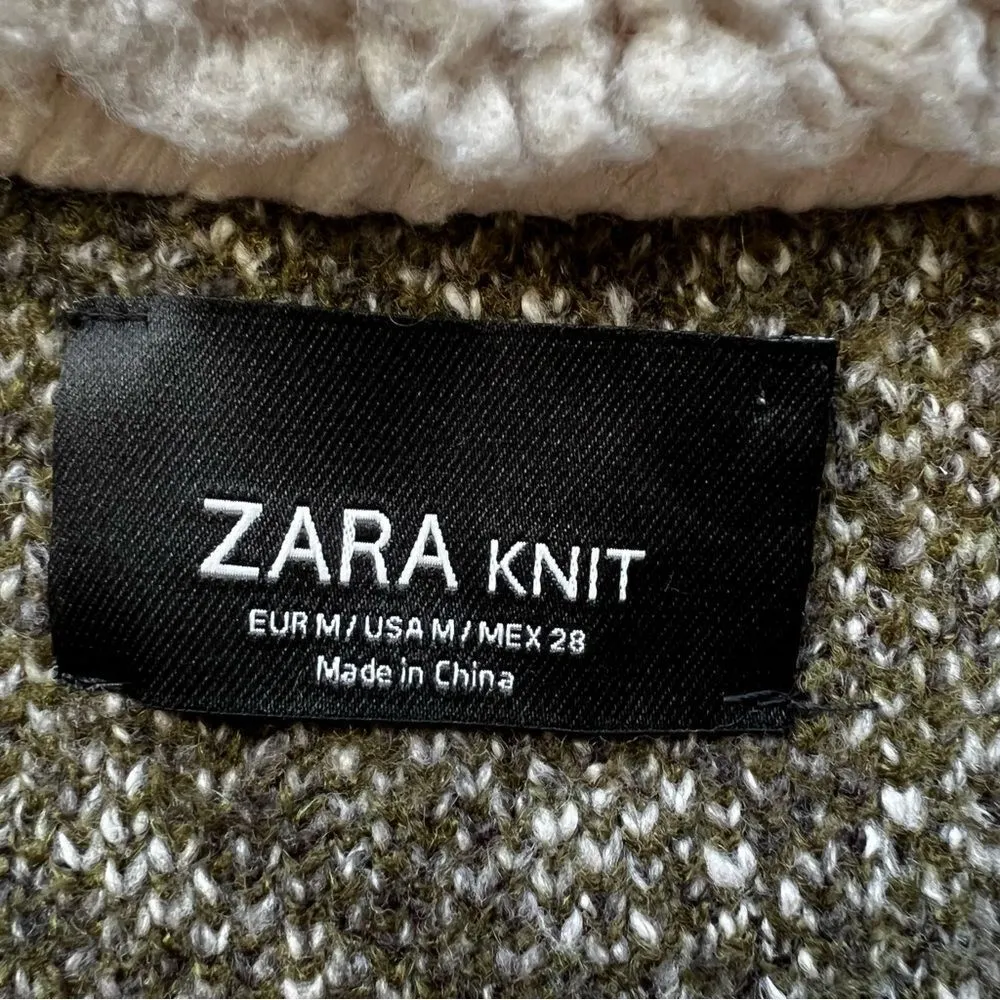 ZARA KNIT
EUR M / USA M / MEX 28
Made in China